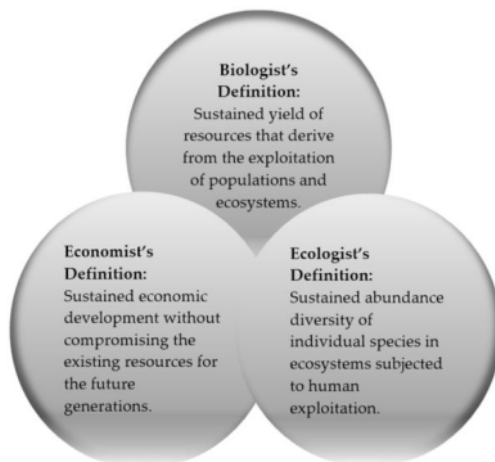 Biologist's
Definition:
Sustained yield of
resources that derive
from the exploitation
of populations and
ecosystems.
Economist's
Definition:
Sustained economic
development without
compromising the
existing resources for
the future
generations.
Ecologist's
Definition:
Sustained abundance
diversity of
individual species in
ecosystems subjected
to human
exploitation.